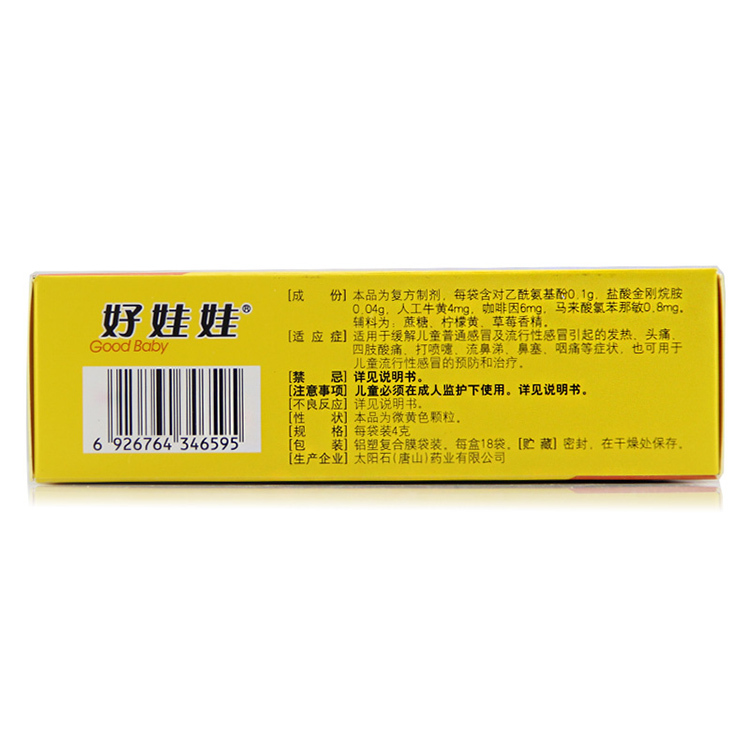 好娃娃®
Good Baby
6 926764 346595
[成 份] 本品为复方制剂，每袋含对乙酰氨基酚0.1g，盐酸金刚烷胺
0.04g，人工牛黄4mg，咖啡因6mg，马来酸氯苯那敏0.8mg。
辅料为：蔗糖，柠檬黄，草莓香精。
[适 应 症] 适用于缓解儿童普通感冒及流行性感冒引起的发热、头痛、
四肢酸痛、打喷嚏、流鼻涕、鼻塞、咽痛等症状，也可用于
儿童流行性感冒的预防和治疗。
[禁 忌] 详见说明书。
[注意事项] 儿童必须在成人监护下使用。详见说明书。
[不良反应] 详见说明书。
[性 状] 本品为微黄色颗粒。
[规 格] 每袋装4克
[包 装] 铝塑复合膜袋装。每盒18袋。[贮 藏] 密封，在干燥处保存。
[生产企业] 太阳石(唐山)药业有限公司